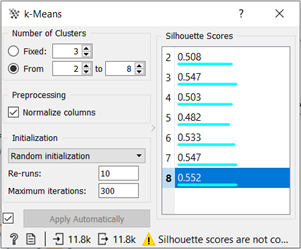 k-Means
Number of Clusters
Fixed: 3
From 2 to 8
Preprocessing
Normalize columns
Initialization
Random initialization
Re-runs: 10
Maximum iterations: 300
Apply Automatically
Silhouette Scores
2 0.508
3 0.547
4 0.503
5 0.482
6 0.533
7 0.547
8 0.552
? 11.8k 11.8k Silhouette scores are not co...